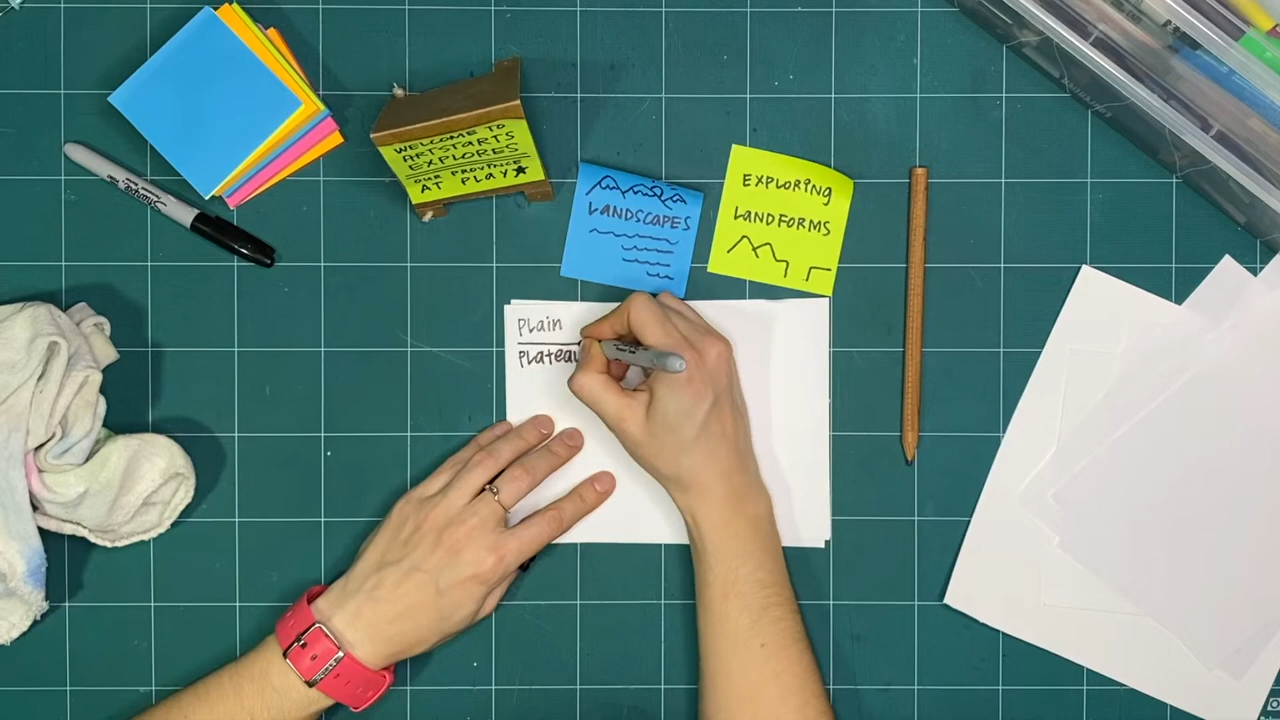 WELCOME TO
ARTSTARTS
EXPLORES
OUR PROVINCE
AT PLAY
LANDSCAPES
EXPLORING
LANDFORMS
Sharpie
Plain
Plateau